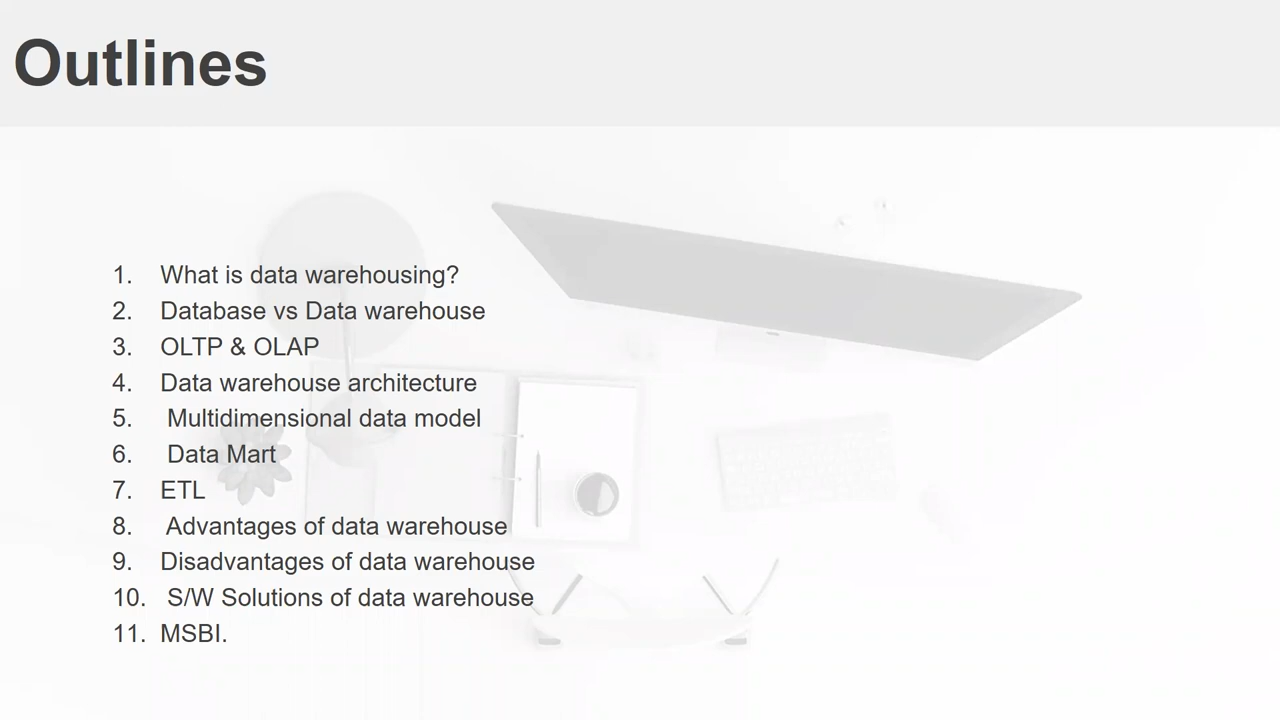 Outlines
1. What is data warehousing?
2. Database vs Data warehouse
3. OLTP & OLAP
4. Data warehouse architecture
5. Multidimensional data model
6. Data Mart
7. ETL
8. Advantages of data warehouse
9. Disadvantages of data warehouse
10. S/W Solutions of data warehouse
11. MSBI.